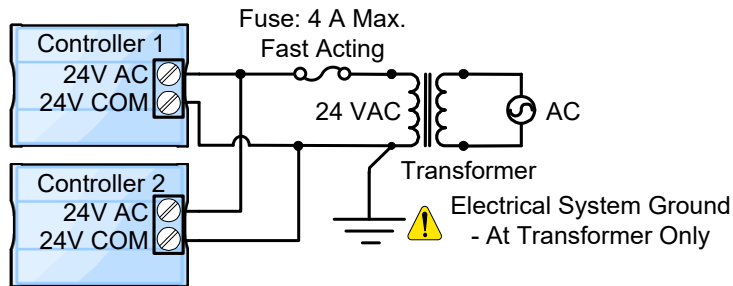 Fuse: 4 A Max.
Fast Acting
Controller 1
24V AC
24V COM
24 VAC
AC
Transformer
Controller 2
24V AC
24V COM
Electrical System Ground
- At Transformer Only